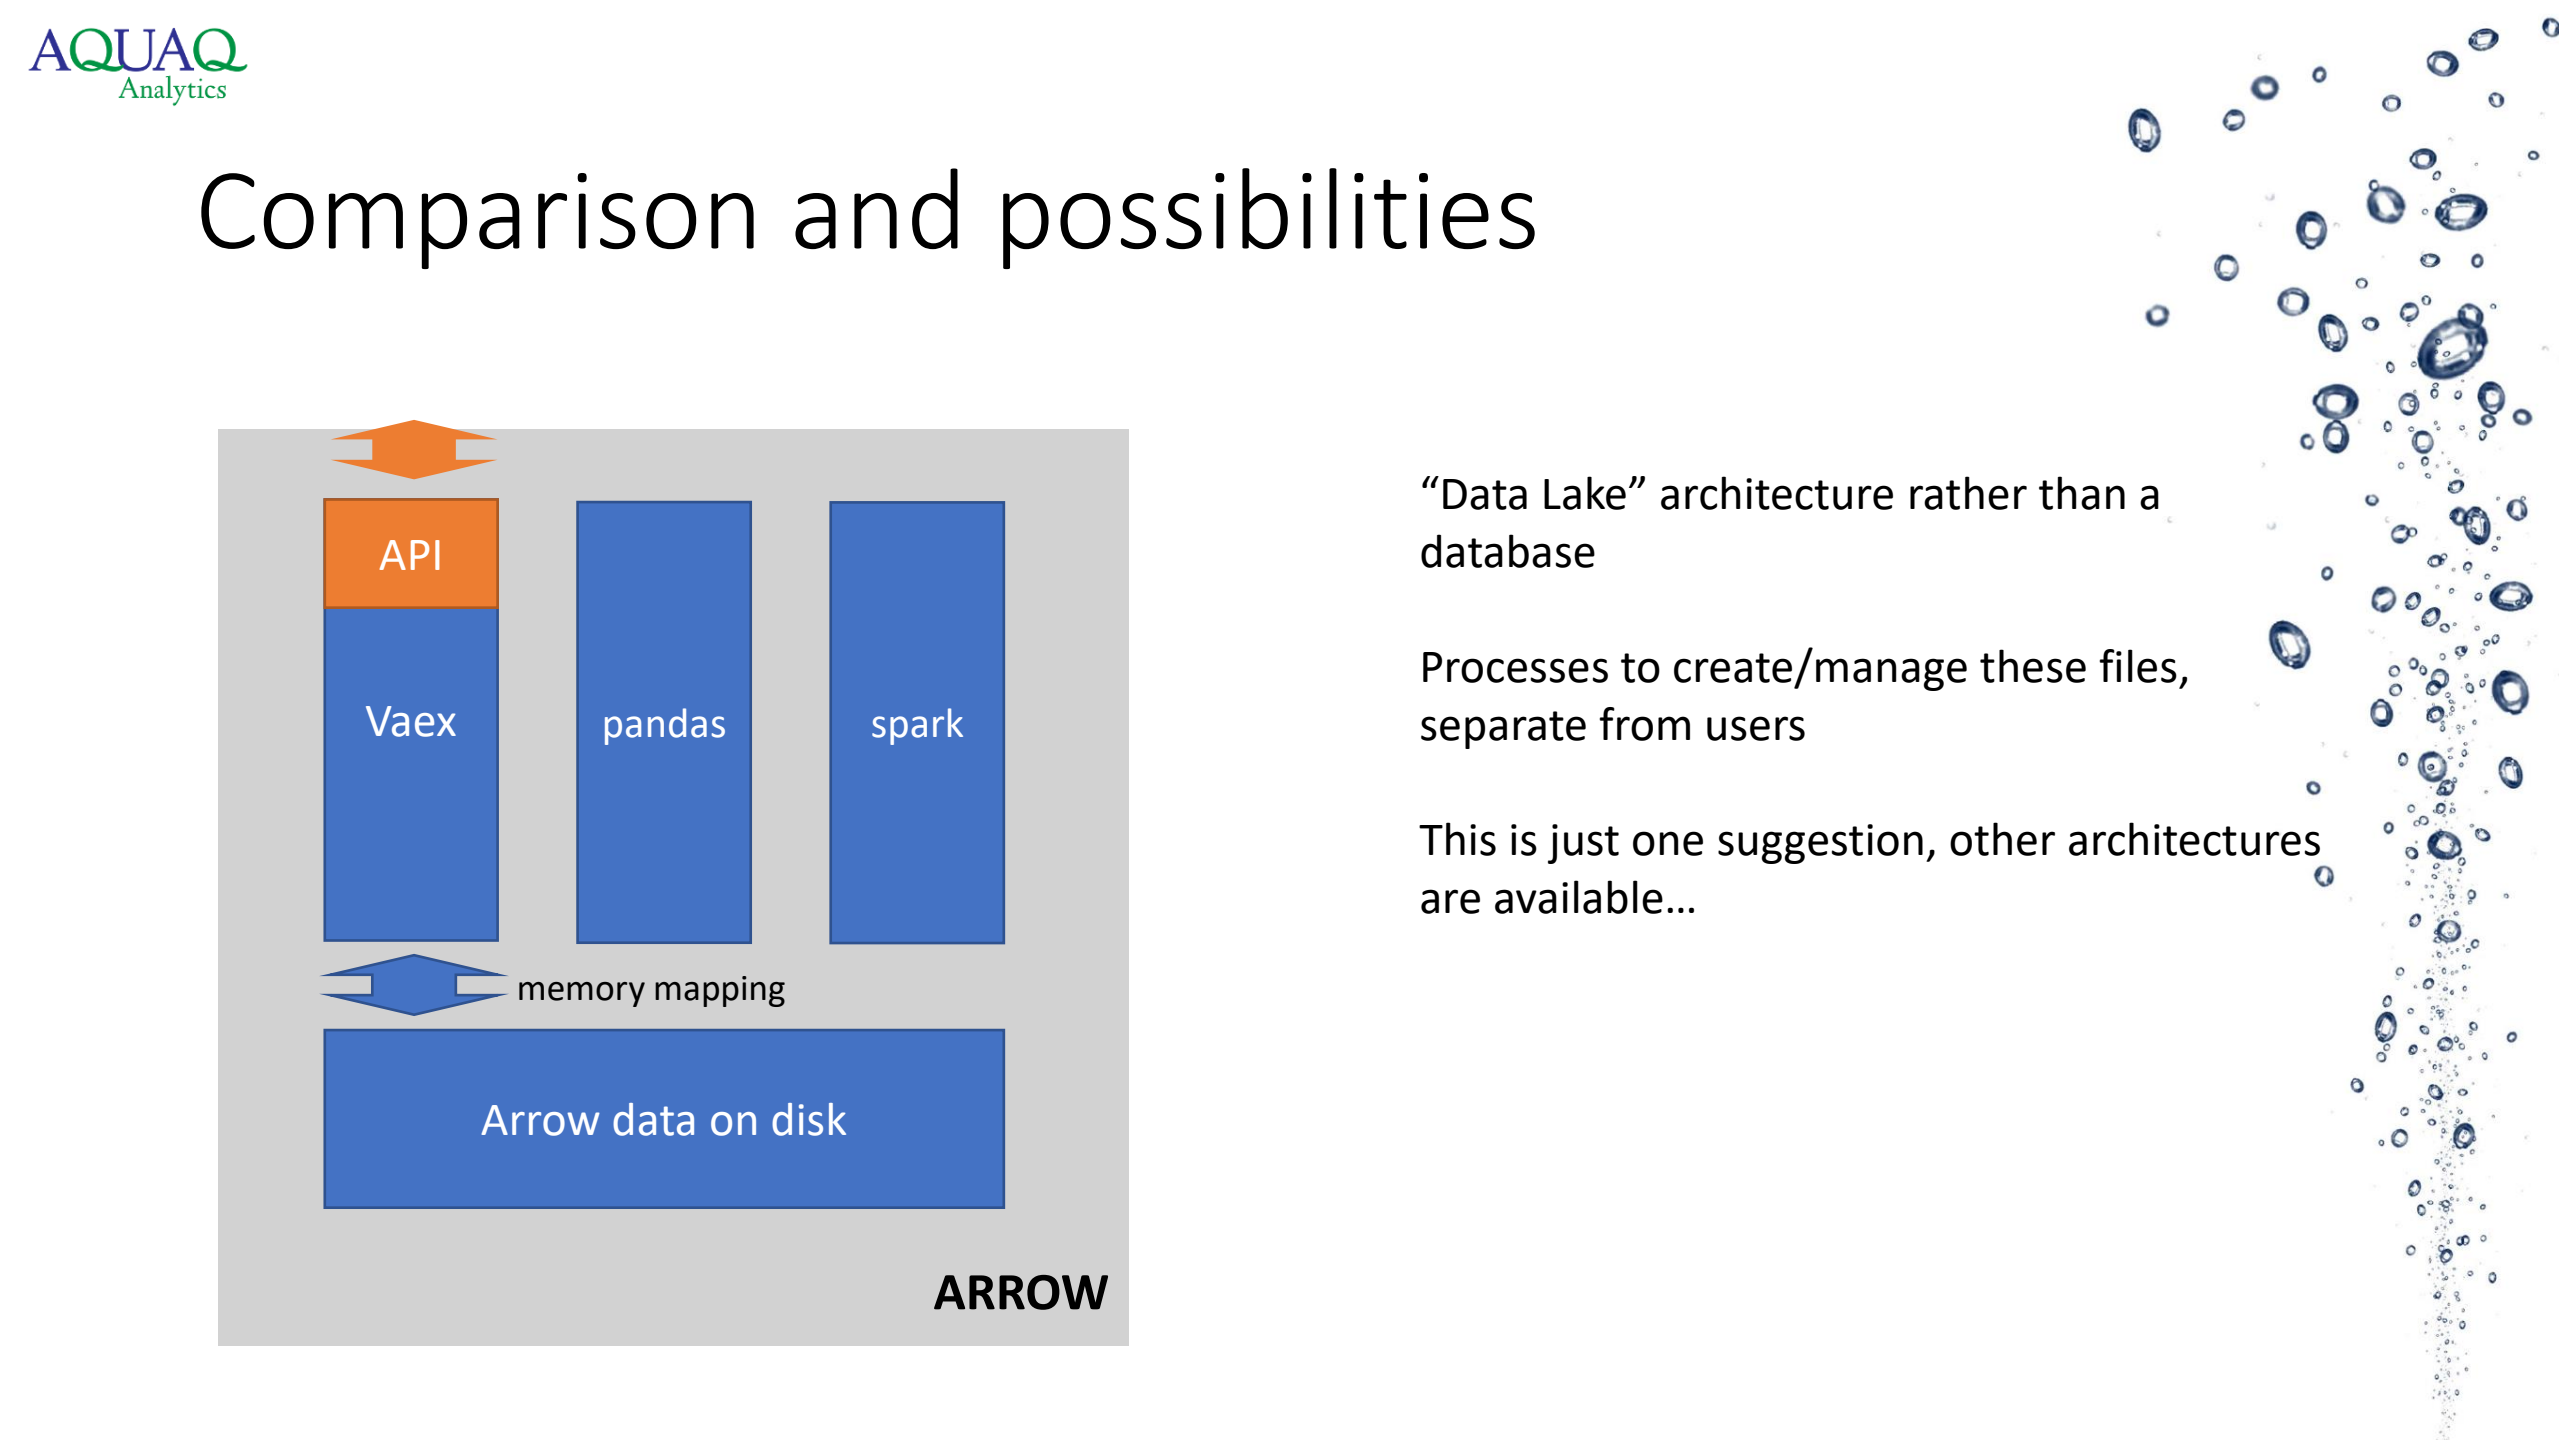 AQUAQ
Analytics
Comparison and possibilities
API
Vaex
pandas
spark
memory mapping
Arrow data on disk
ARROW
“Data Lake” architecture rather than a
database
Processes to create/manage these files,
separate from users
This is just one suggestion, other architectures
are available...